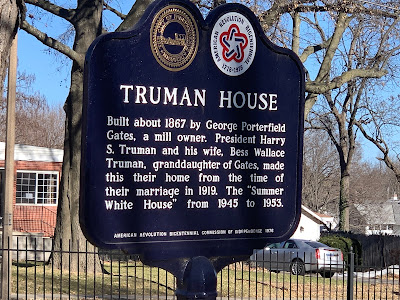 AMERICAN REVOLUTION BICENTENNIAL
1776-1976
TRUMAN HOUSE
Built about 1867 by George Porterfield
Gates, a mill owner. President Harry
S. Truman and his wife, Bess Wallace
Truman, granddaughter of Gates, made
this their home from the time of
their marriage in 1919. The "Summer
White House" from 1945 to 1953.
AMERICAN REVOLUTION BICENTENNIAL COMMISSION OF INDEPENDENCE 1976